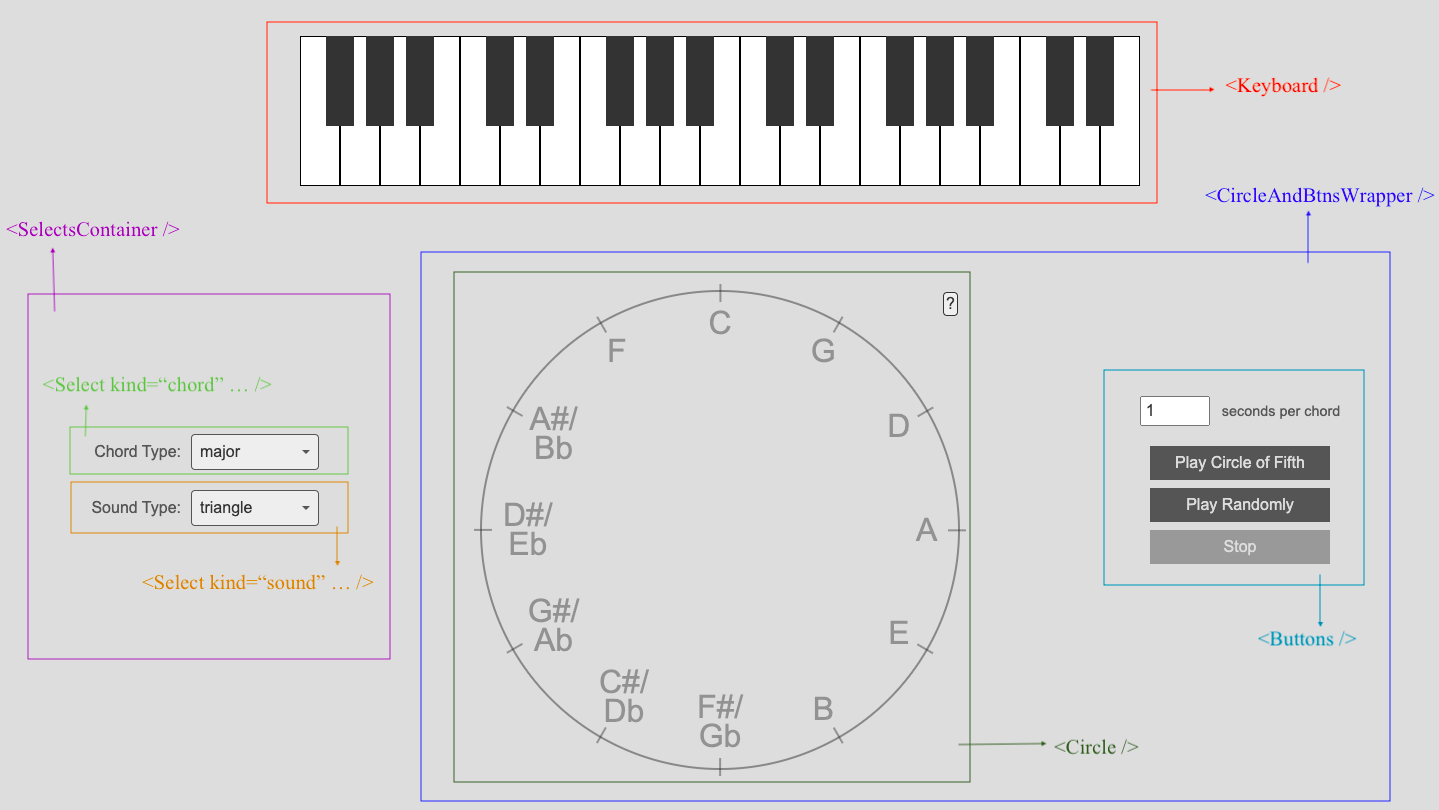 <Keyboard />
<CircleAndBtnsWrapper />
<SelectsContainer />
?
C
F
G
<Select kind=“chord” … />
A#/
Bb
D
1 seconds per chord
Chord Type: major
Play Circle of Fifth
Sound Type: triangle
Play Randomly
D#/
Eb
A
Stop
<Select kind=“sound” … />
G#/
Ab
E
<Buttons />
C#/
Db
F#/
Gb
B
<Circle />